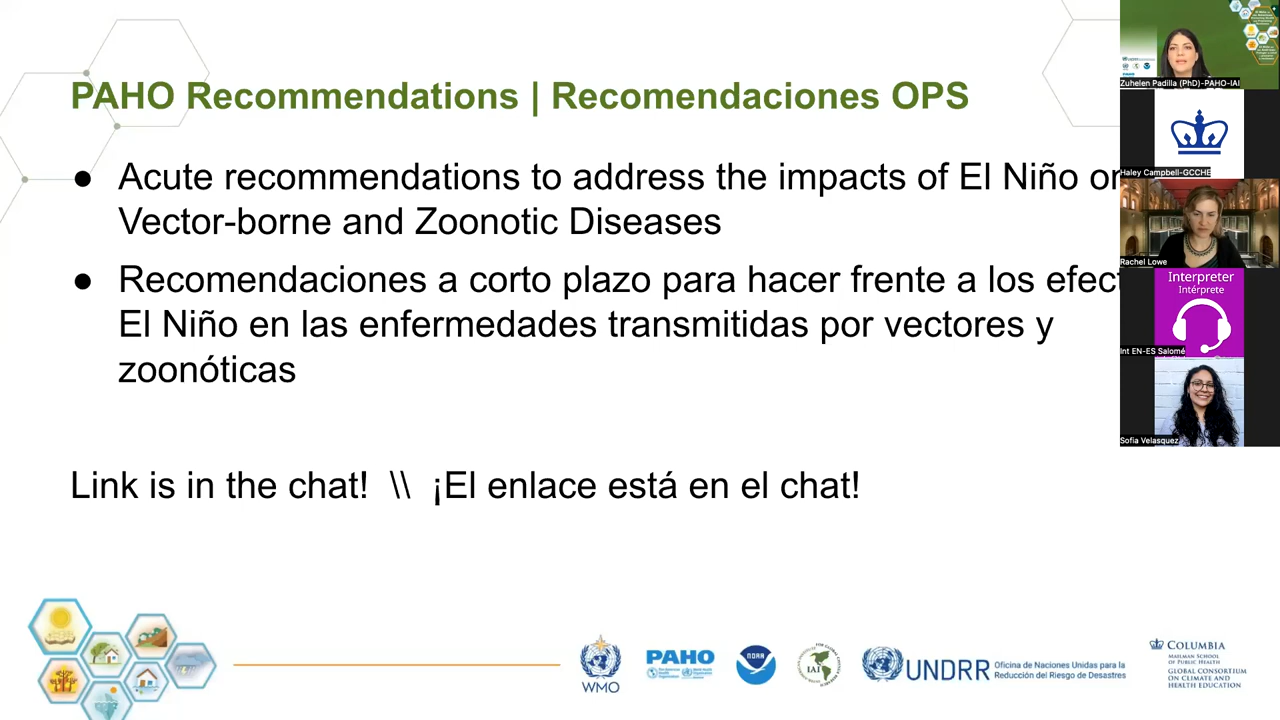 PAHO Recommendations | Recomendaciones OPS
● Acute recommendations to address the impacts of El Niño on
Vector-borne and Zoonotic Diseases
● Recomendaciones a corto plazo para hacer frente a los efect
El Niño en las enfermedades transmitidas por vectores y
zoonóticas
Link is in the chat! \\ ¡El enlace está en el chat!
Zuhelen Padilla (PhD)-PAHO-IAI
Haley Campbell-GCCHE
Rachel Lowe
Interpreter
Intérprete
Int EN-ES Salomé
Sofia Velasquez
WMO
PAHO
NOAA
IAI
UNDRR
Oficina de Naciones Unidas para la
Reducción del Riesgo de Desastres
COLUMBIA
MAILMAN SCHOOL
OF PUBLIC HEALTH
GLOBAL CONSORTIUM
ON CLIMATE AND
HEALTH EDUCATION